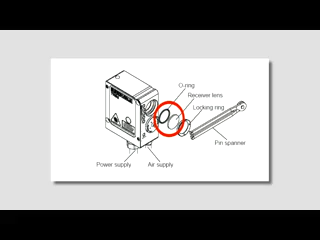 O-ring
Receiver lens
Locking ring
Pin spanner
Power supply
Air supply